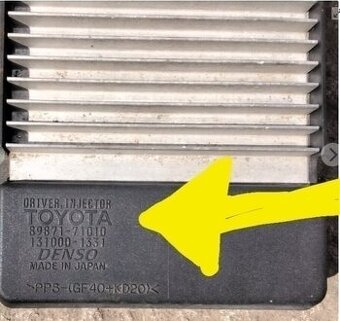 DRIVER,INJECTOR
TOYOTA
89871-71010
131000-1331
DENSO
MADE IN JAPAN
>PPS-(GF40+KD20)<